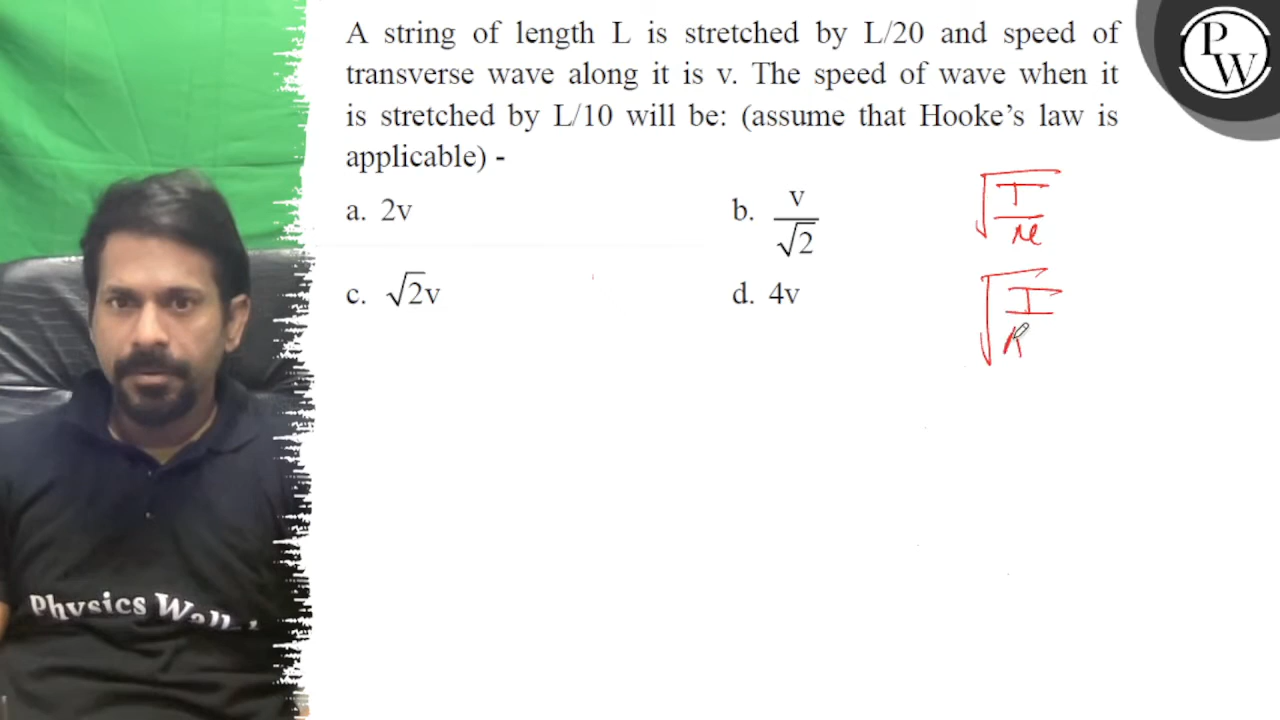 A string of length L is stretched by L/20 and speed of
transverse wave along it is v. The speed of wave when it
is stretched by L/10 will be: (assume that Hooke's law is
applicable) -
a. 2v
b. v/√2
c. √2v
d. 4v
√T/μ
PW
Physics Wall